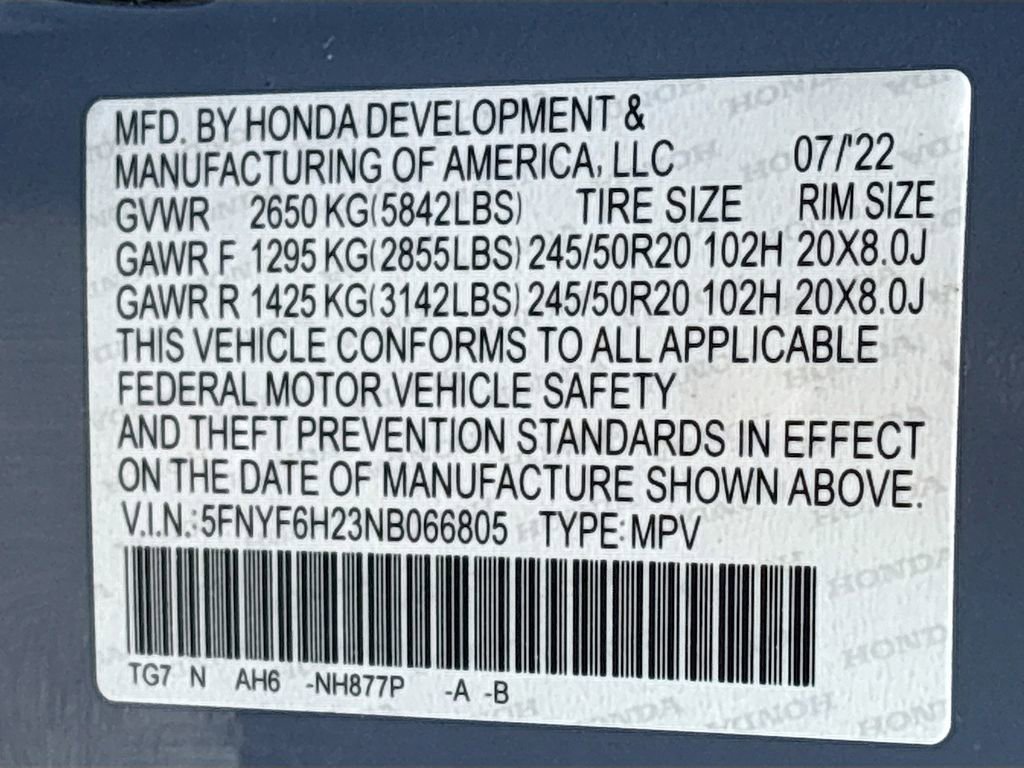 MFD. BY HONDA DEVELOPMENT &
MANUFACTURING OF AMERICA, LLC 07/'22
GVWR 2650 KG(5842LBS) TIRE SIZE RIM SIZE
GAWR F 1295 KG(2855LBS) 245/50R20 102H 20X8.0J
GAWR R 1425 KG(3142LBS) 245/50R20 102H 20X8.0J
THIS VEHICLE CONFORMS TO ALL APPLICABLE
FEDERAL MOTOR VEHICLE SAFETY
AND THEFT PREVENTION STANDARDS IN EFFECT
ON THE DATE OF MANUFACTURE SHOWN ABOVE.
V.I.N.:5FNYF6H23NB066805 TYPE:MPV
TG7 N AH6 -NH877P -A -B